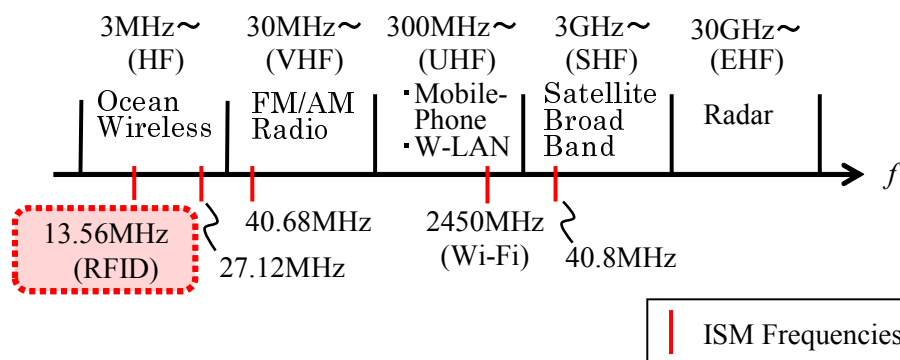 3MHz～
(HF)
30MHz～
(VHF)
300MHz～
(UHF)
3GHz～
(SHF)
30GHz～
(EHF)
Ocean
Wireless
FM/AM
Radio
・Mobile-
Phone
・W-LAN
Satellite
Broad
Band
Radar
f
13.56MHz
(RFID)
27.12MHz
40.68MHz
2450MHz
(Wi-Fi)
40.8MHz
ISM Frequencies